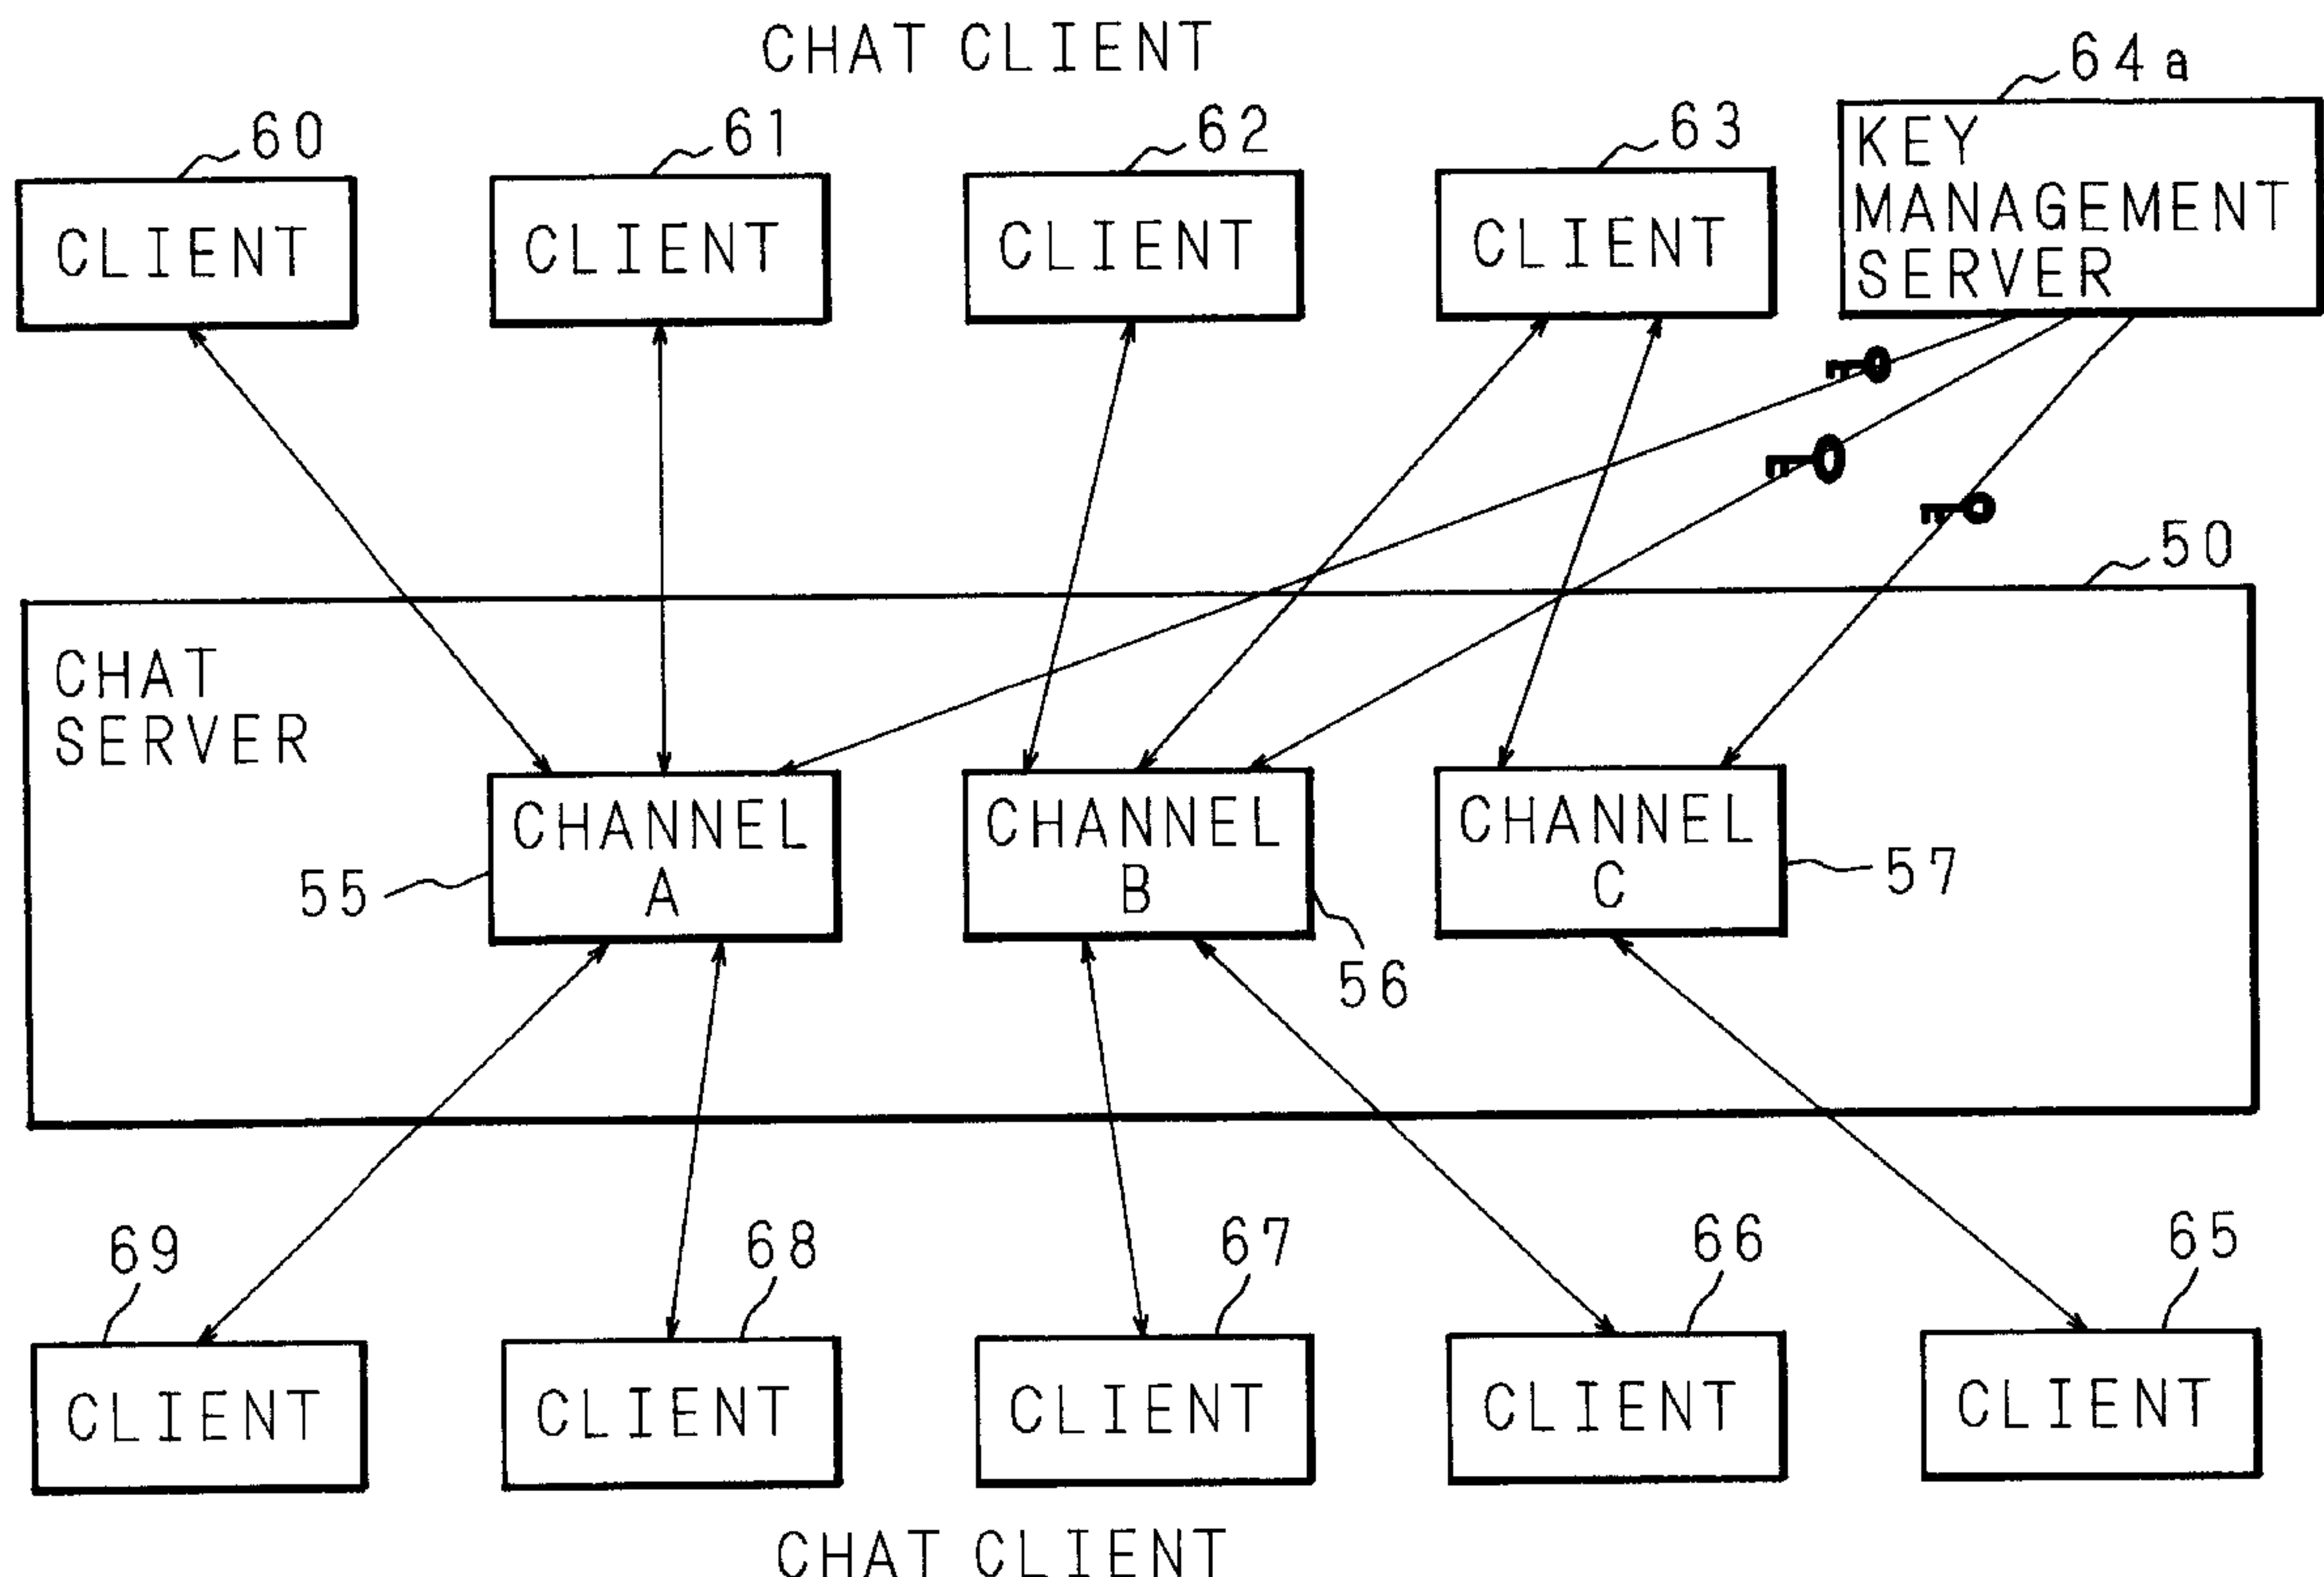 CHAT CLIENT
60
61
62
63
64a
CLIENT
CLIENT
CLIENT
CLIENT
KEY
MANAGEMENT
SERVER
50
CHAT
SERVER
CHANNEL
A
CHANNEL
B
CHANNEL
C
55
56
57
69
68
67
66
65
CLIENT
CLIENT
CLIENT
CLIENT
CLIENT
CHAT CLIENT